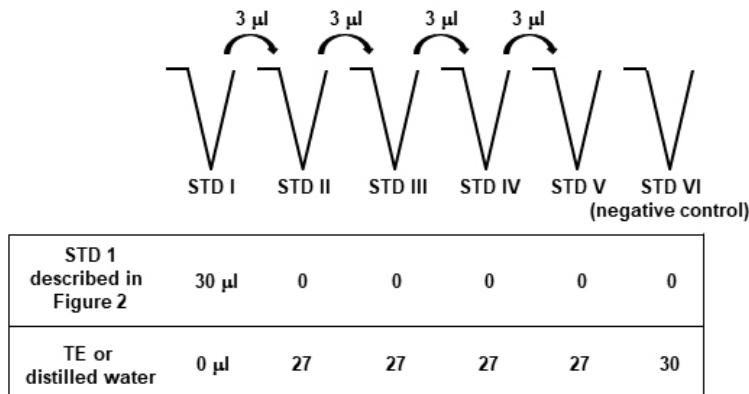 3 µl 3 µl 3 µl 3 µl
STD I STD II STD III STD IV STD V STD VI
(negative control)
STD 1
described in
Figure 2
30 µl 0 0 0 0 0
TE or
distilled water
0 µl 27 27 27 27 30